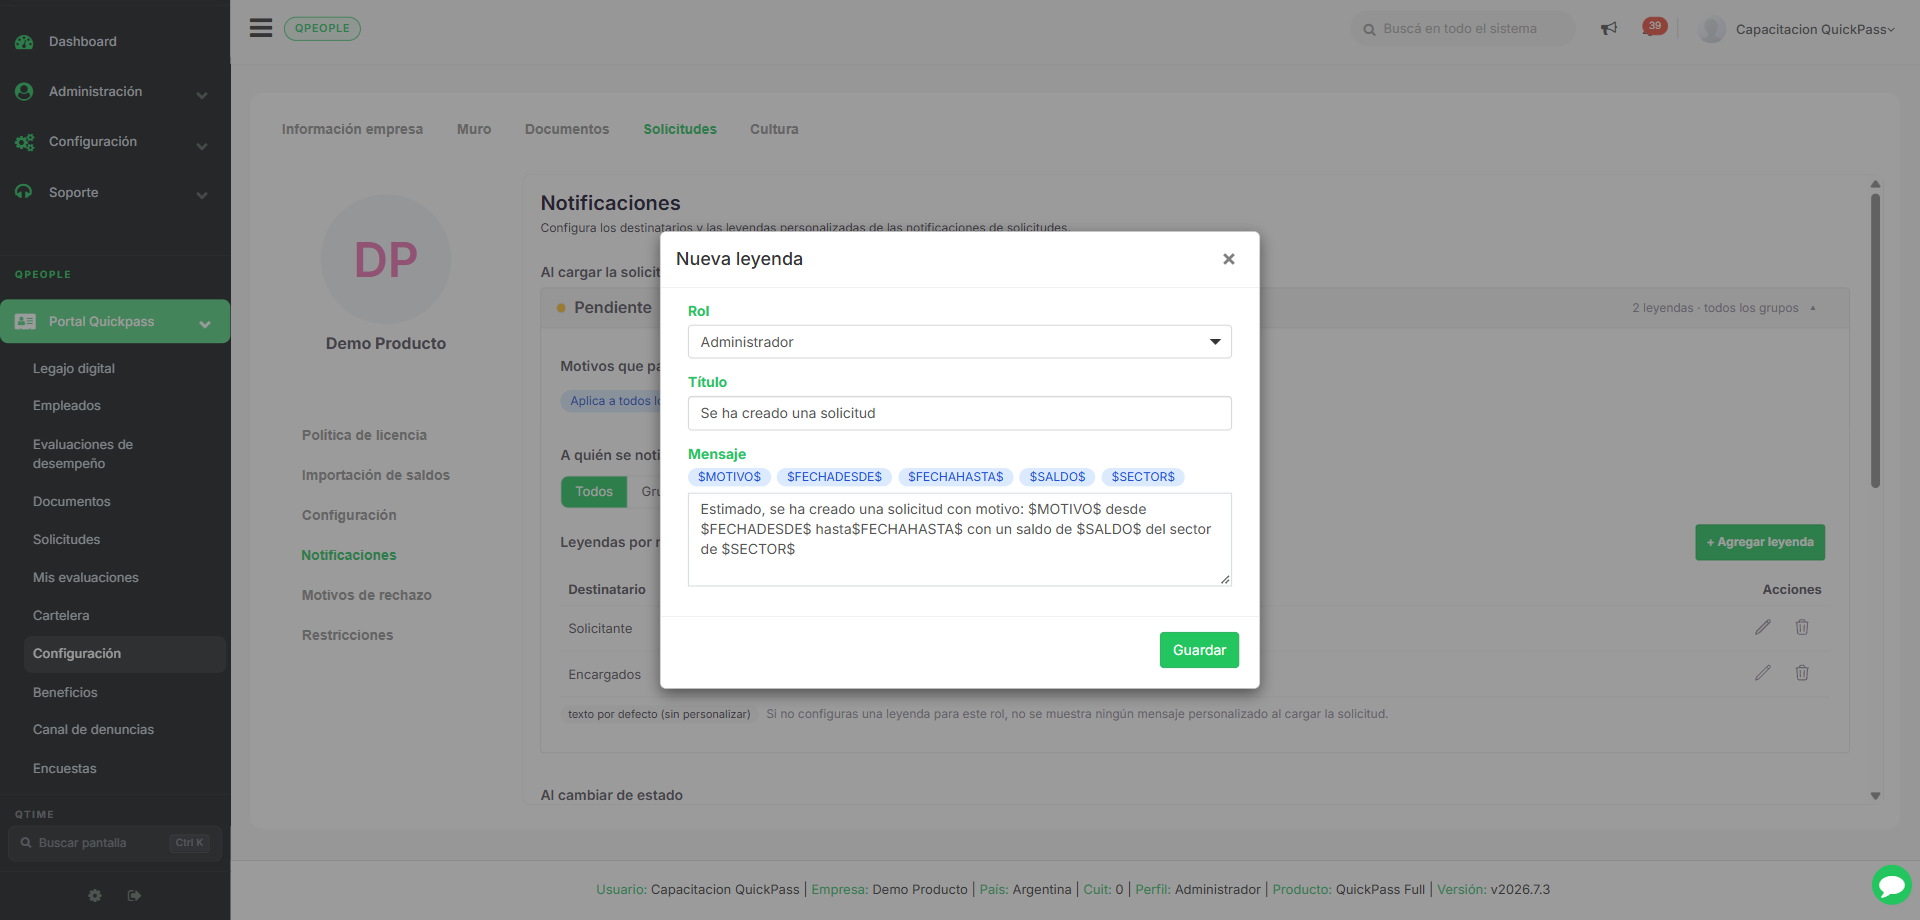 Dashboard
Administración
Configuración
Soporte
QPEOPLE
Portal Quickpass
Legajo digital
Empleados
Evaluaciones de
desempeño
Documentos
Solicitudes
Mis evaluaciones
Cartelera
Configuración
Beneficios
Canal de denuncias
Encuestas
QTIME
Buscar pantalla Ctrl K
QPEOPLE
Buscá en todo el sistema
39
Capacitacion QuickPass
Información empresa Muro Documentos Solicitudes Cultura
DP
Demo Producto
Política de licencia
Importación de saldos
Configuración
Notificaciones
Motivos de rechazo
Restricciones
Notificaciones
Configura los destinatarios y las leyendas personalizadas de las notificaciones de solicitudes.
Al cargar la solicit
Pendiente
2 leyendas · todos los grupos
Motivos que pa
Aplica a todos lo
A quién se noti
Todos Gru
Leyendas por r
+ Agregar leyenda
Destinatario Acciones
Solicitante
Encargados
texto por defecto (sin personalizar) Si no configuras una leyenda para este rol, no se muestra ningún mensaje personalizado al cargar la solicitud.
Al cambiar de estado
Nueva leyenda
Rol
Administrador
Título
Se ha creado una solicitud
Mensaje
$MOTIVO$ $FECHADESDE$ $FECHAHASTA$ $SALDO$ $SECTOR$
Estimado, se ha creado una solicitud con motivo: $MOTIVO$ desde
$FECHADESDE$ hasta$FECHAHASTA$ con un saldo de $SALDO$ del sector
de $SECTOR$
Guardar
Usuario: Capacitacion QuickPass | Empresa: Demo Producto | País: Argentina | Cuit: 0 | Perfil: Administrador | Producto: QuickPass Full | Versión: v2026.7.3